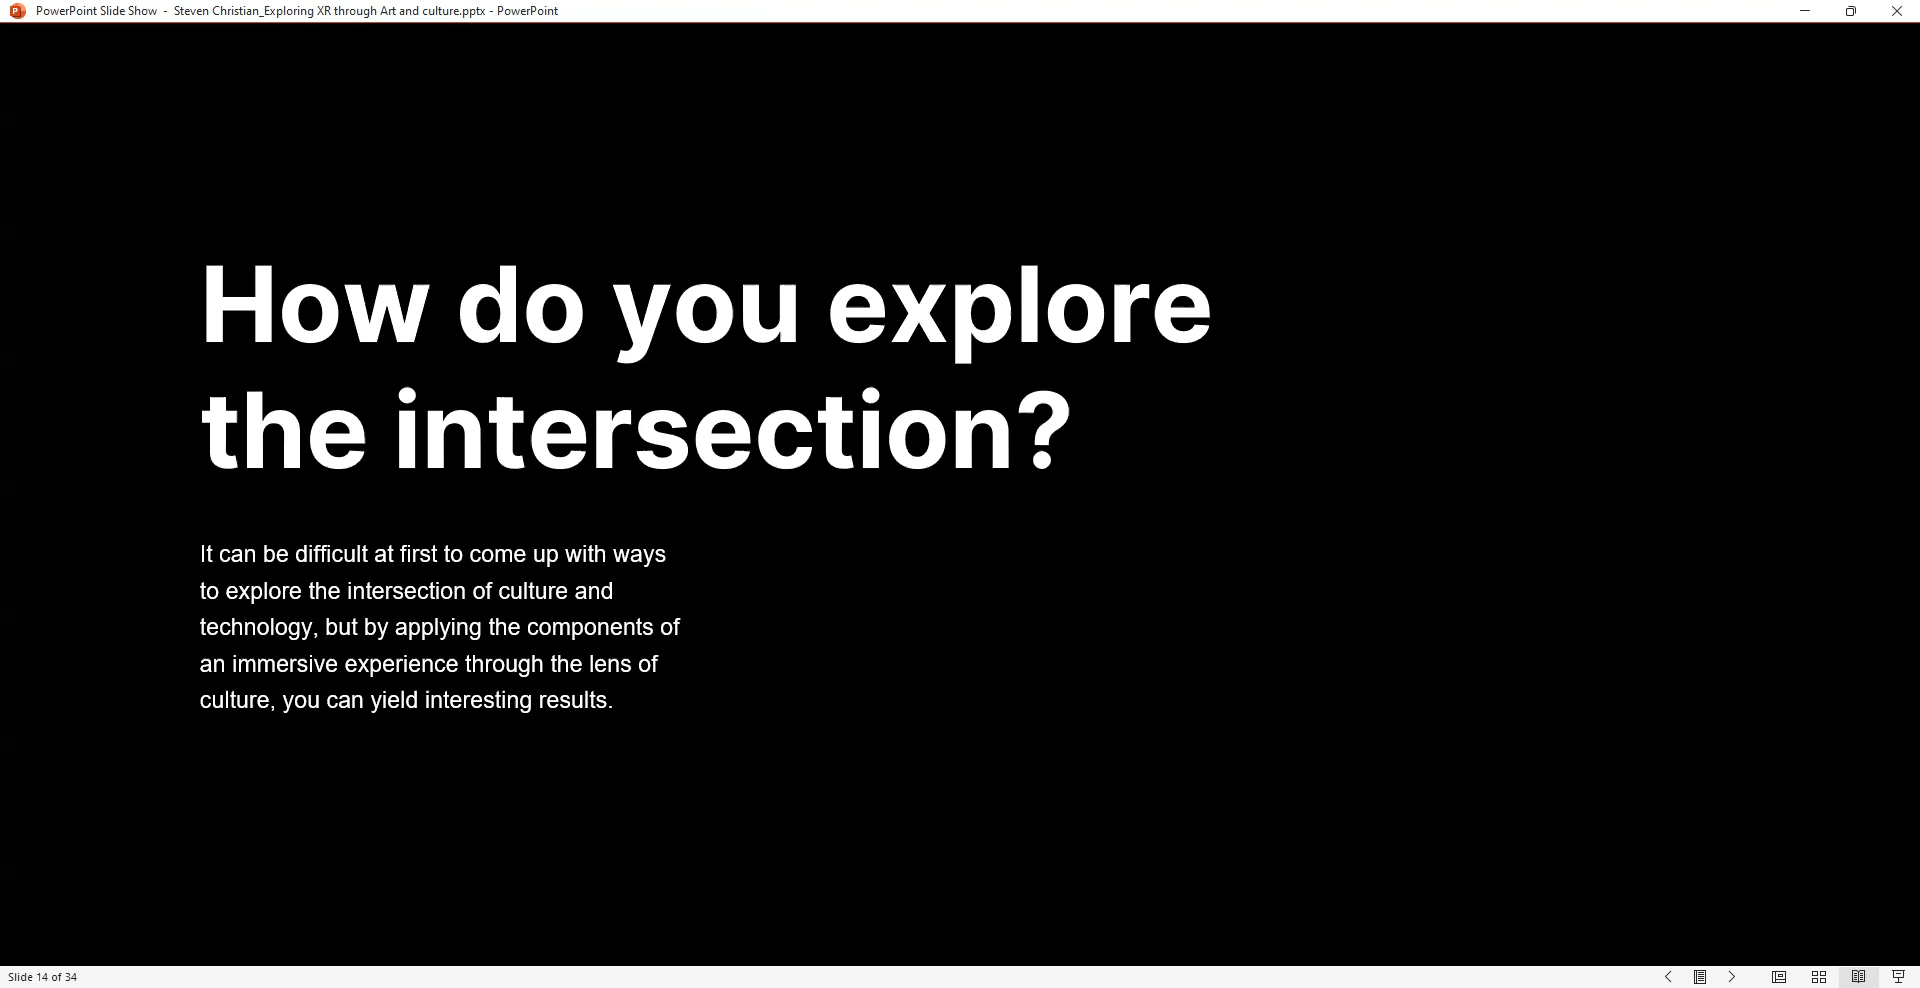 PowerPoint Slide Show - Steven Christian_Exploring XR through Art and culture.pptx - PowerPoint
How do you explore
the intersection?
It can be difficult at first to come up with ways
to explore the intersection of culture and
technology, but by applying the components of
an immersive experience through the lens of
culture, you can yield interesting results.
Slide 14 of 34